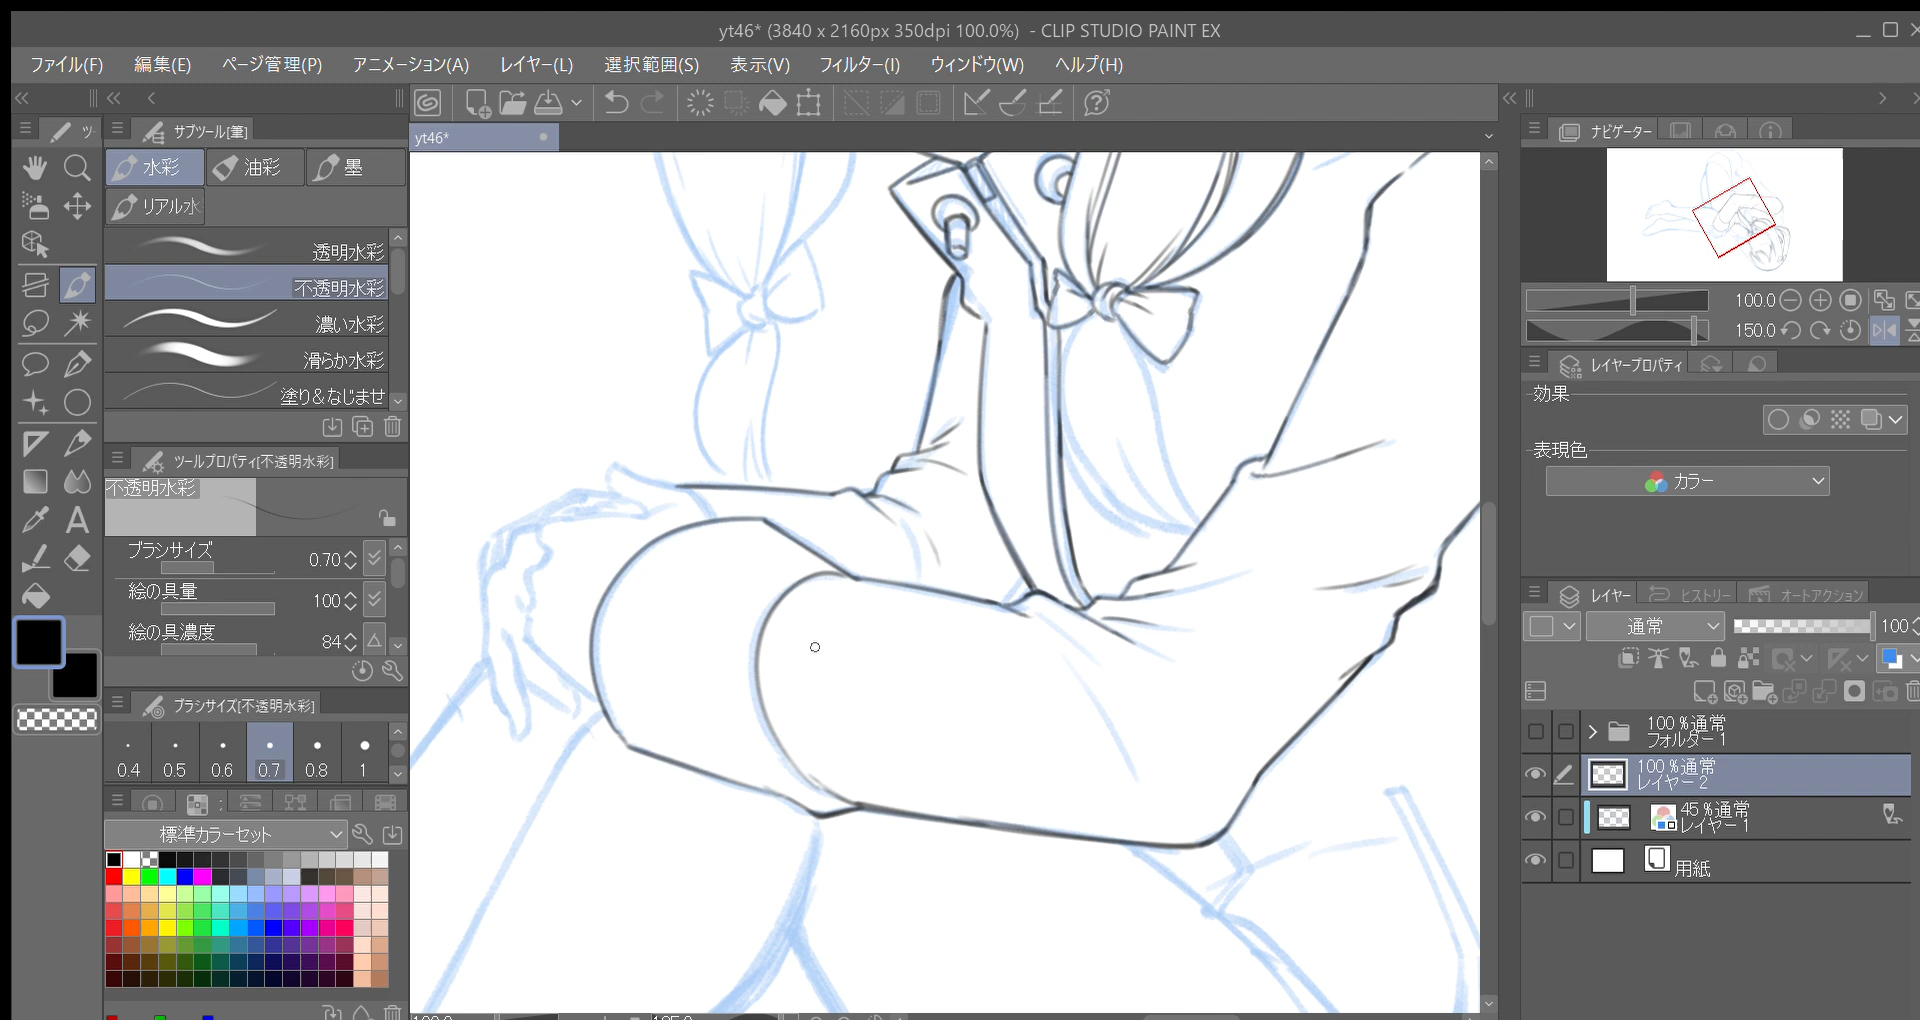 yt46* (3840 x 2160px 350dpi 100.0%) - CLIP STUDIO PAINT EX
ファイル(F) 編集(E) ページ管理(P) アニメーション(A) レイヤー(L) 選択範囲(S) 表示(V) フィルター(I) ウィンドウ(W) ヘルプ(H)
ツ
サブツール[筆]
水彩 油彩 墨
リアル水
透明水彩
不透明水彩
濃い水彩
滑らか水彩
塗り&なじませ
ツールプロパティ[不透明水彩]
不透明水彩
ブラシサイズ 0.70
絵の具量 100
絵の具濃度 84
ブラシサイズ[不透明水彩]
0.4 0.5 0.6 0.7 0.8 1
標準カラーセット
yt46*
ナビゲーター
100.0
150.0
レイヤープロパティ
効果
表現色
カラー
レイヤー ヒストリー オートアクション
通常 100
100 %通常
フォルダー 1
100 %通常
レイヤー 2
45 %通常
レイヤー 1
用紙